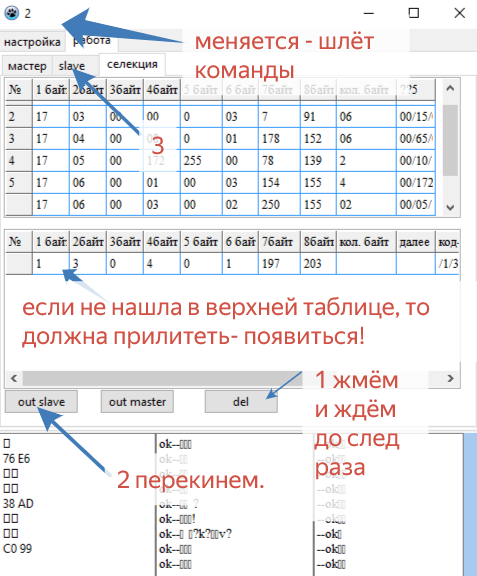 2
меняется - шлёт
команды
настройка работа
мастер slave селекция
№ 1 байт 2байт 3байт 4байт 5 байт 6 байт 7байт 8байт кол. байт ??5
2 17 03 00 00 0 03 7 91 06 00/15/
3 17 04 00 0 01 178 152 06 00/65/
4 17 05 00 172 255 00 78 139 2 00/10/
5 17 06 00 01 00 03 154 155 4 00/172
17 06 00 03 00 02 250 155 02 00/05/
3
№ 1 байт 2байт 3байт 4байт 5 байт 6 байт 7байт 8байт кол. байт далее код-
1 3 0 4 0 1 197 203 /1/3
если не нашла в верхней таблице, то
должна прилитеть- появиться!
out slave out master del
1 жмём
и ждём
до след
раза
2 перекинем.
ok--
76 E6 ok-- --ok
ok-- --ok
ok-- --ok
38 AD ok-- ? --ok
ok--! --ok
ok-- ?k?v? --ok
C0 99 ok-- --ok
ok-- --ok